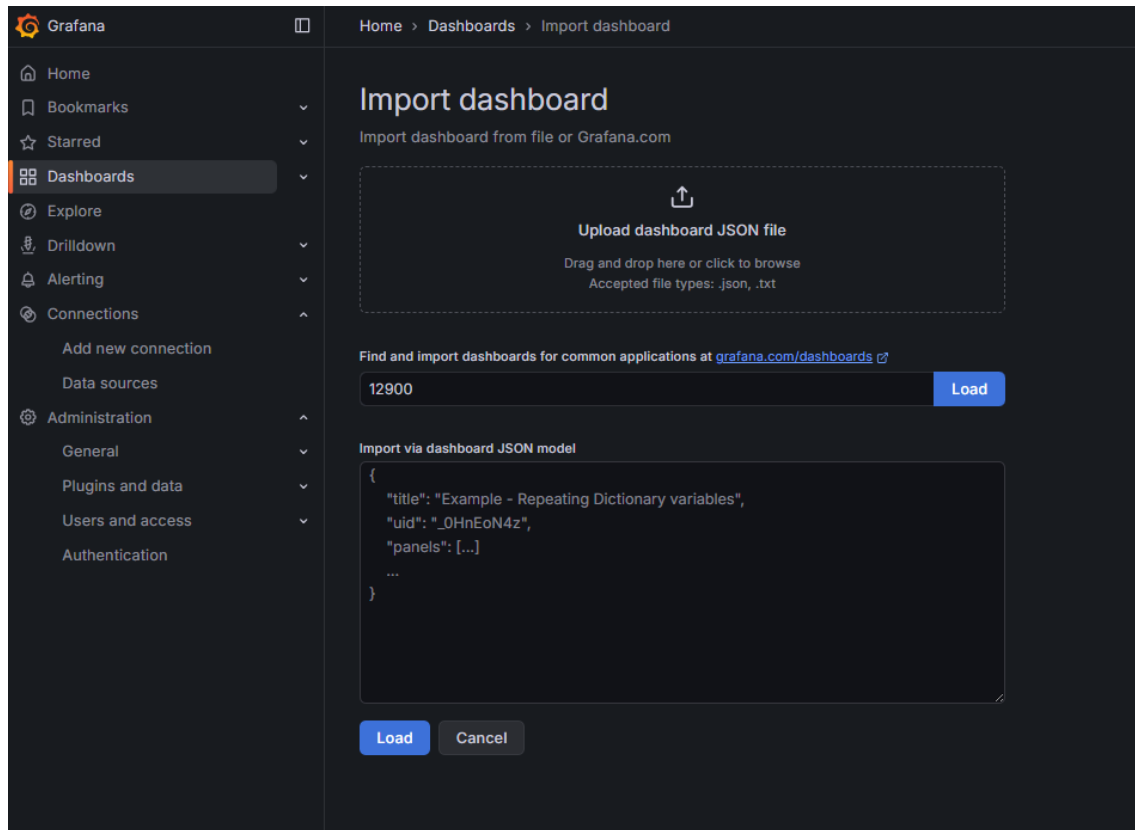 Grafana
Home
Bookmarks
Starred
Dashboards
Explore
Drilldown
Alerting
Connections
Add new connection
Data sources
Administration
General
Plugins and data
Users and access
Authentication
Home › Dashboards › Import dashboard
Import dashboard
Import dashboard from file or Grafana.com
Upload dashboard JSON file
Drag and drop here or click to browse
Accepted file types: .json, .txt
Find and import dashboards for common applications at grafana.com/dashboards
12900 Load
Import via dashboard JSON model
{
"title": "Example - Repeating Dictionary variables",
"uid": "_0HnEoN4z",
"panels": [...]
...
}
Load Cancel